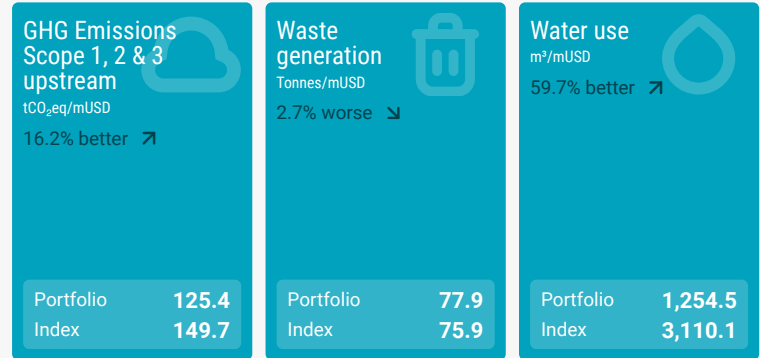 GHG Emissions
Scope 1, 2 & 3
upstream
tCO₂eq/mUSD
16.2% better
Portfolio 125.4
Index 149.7
Waste
generation
Tonnes/mUSD
2.7% worse
Portfolio 77.9
Index 75.9
Water use
m³/mUSD
59.7% better
Portfolio 1,254.5
Index 3,110.1